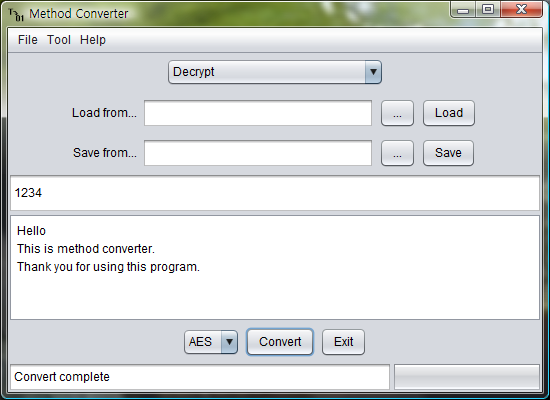 Method Converter
File Tool Help
Decrypt
Load from... ... Load
Save from... ... Save
1234
Hello
This is method converter.
Thank you for using this program.
AES Convert Exit
Convert complete